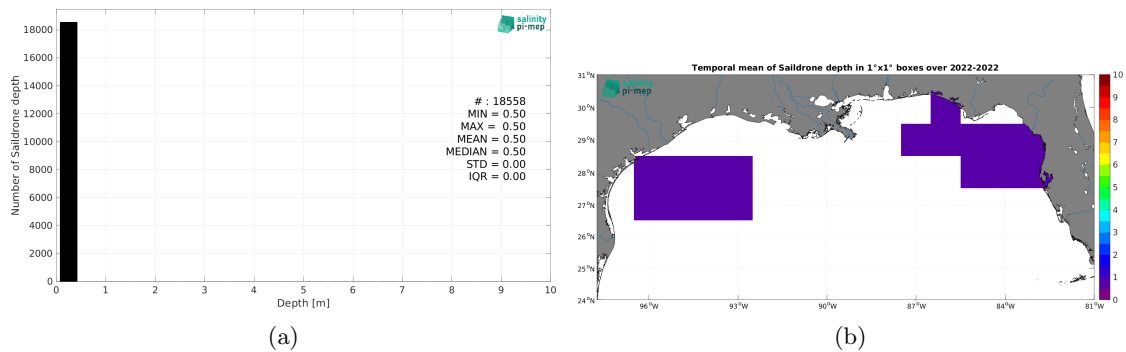 salinity
pi-mep
18000
16000
14000
12000
10000
8000
6000
4000
2000
0
Number of Saildrone depth
# : 18558
MIN = 0.50
MAX = 0.50
MEAN = 0.50
MEDIAN = 0.50
STD = 0.00
IQR = 0.00
0 1 2 3 4 5 6 7 8 9 10
Depth [m]
(a)
Temporal mean of Saildrone depth in 1°x1° boxes over 2022-2022
salinity
pi-mep
31°N
30°N
29°N
28°N
27°N
26°N
25°N
24°N
96°W 93°W 90°W 87°W 84°W 81°W
10
9
8
7
6
5
4
3
2
1
0
(b)